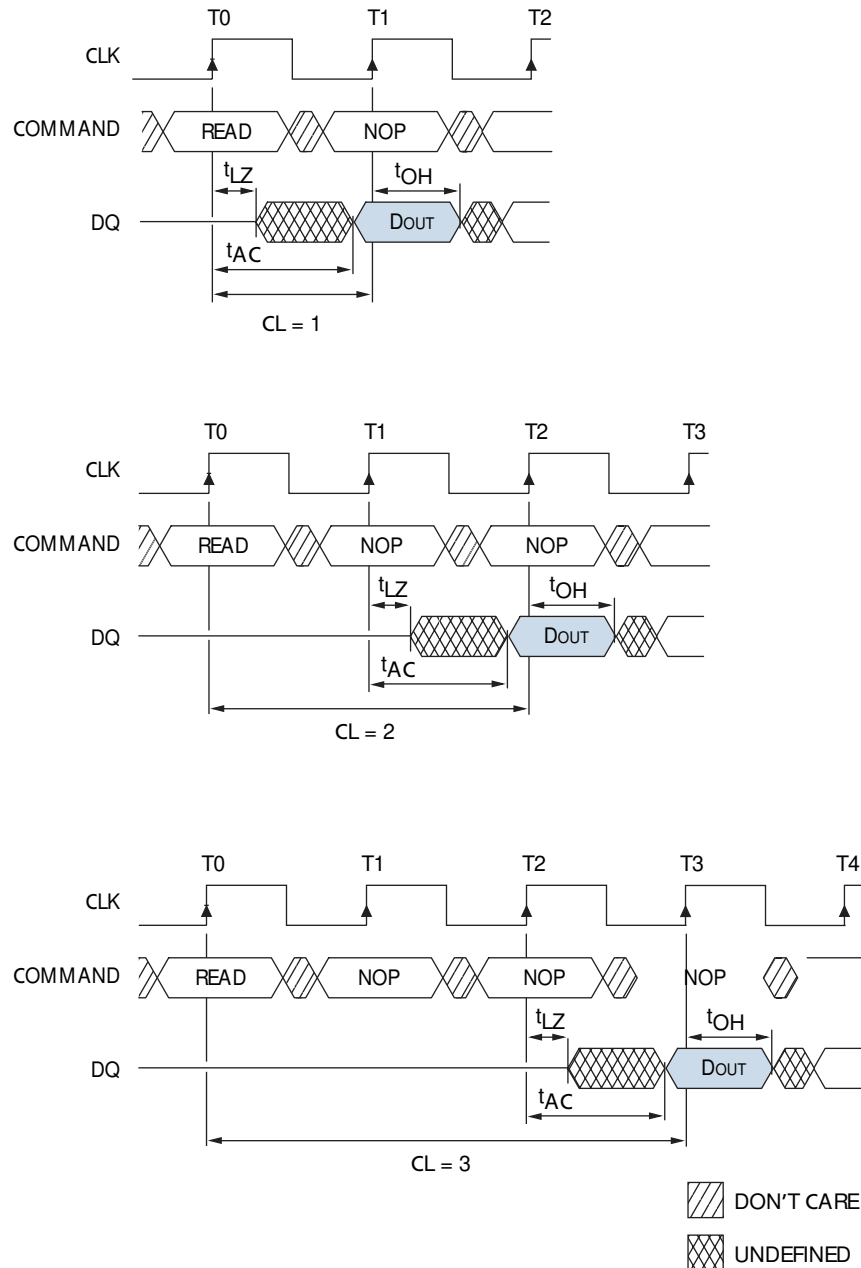 T0 T1 T2
CLK
COMMAND READ NOP
tLZ tOH
DQ DOUT
tAC
CL = 1
T0 T1 T2 T3
CLK
COMMAND READ NOP NOP
tLZ tOH
DQ DOUT
tAC
CL = 2
T0 T1 T2 T3 T4
CLK
COMMAND READ NOP NOP NOP
tLZ tOH
DQ DOUT
tAC
CL = 3
DON'T CARE
UNDEFINED